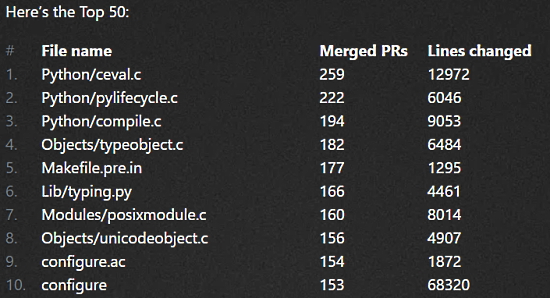 Here's the Top 50:
# File name Merged PRs Lines changed
1. Python/ceval.c 259 12972
2. Python/pylifecycle.c 222 6046
3. Python/compile.c 194 9053
4. Objects/typeobject.c 182 6484
5. Makefile.pre.in 177 1295
6. Lib/typing.py 166 4461
7. Modules/posixmodule.c 160 8014
8. Objects/unicodeobject.c 156 4907
9. configure.ac 154 1872
10. configure 153 68320